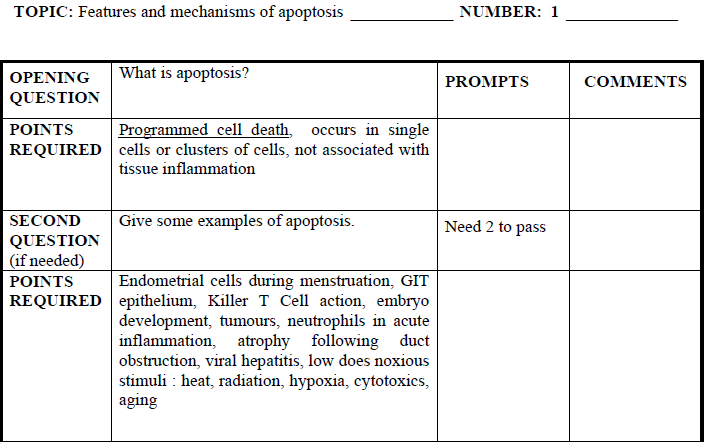 TOPIC: Features and mechanisms of apoptosis ____________ NUMBER: 1 _____________
OPENING QUESTION
What is apoptosis?
PROMPTS
COMMENTS
POINTS REQUIRED
Programmed cell death, occurs in single
cells or clusters of cells, not associated with
tissue inflammation
SECOND QUESTION (if needed)
Give some examples of apoptosis.
Need 2 to pass
POINTS REQUIRED
Endometrial cells during menstruation, GIT
epithelium, Killer T Cell action, embryo
development, tumours, neutrophils in acute
inflammation, atrophy following duct
obstruction, viral hepatitis, low does noxious
stimuli : heat, radiation, hypoxia, cytotoxics,
aging